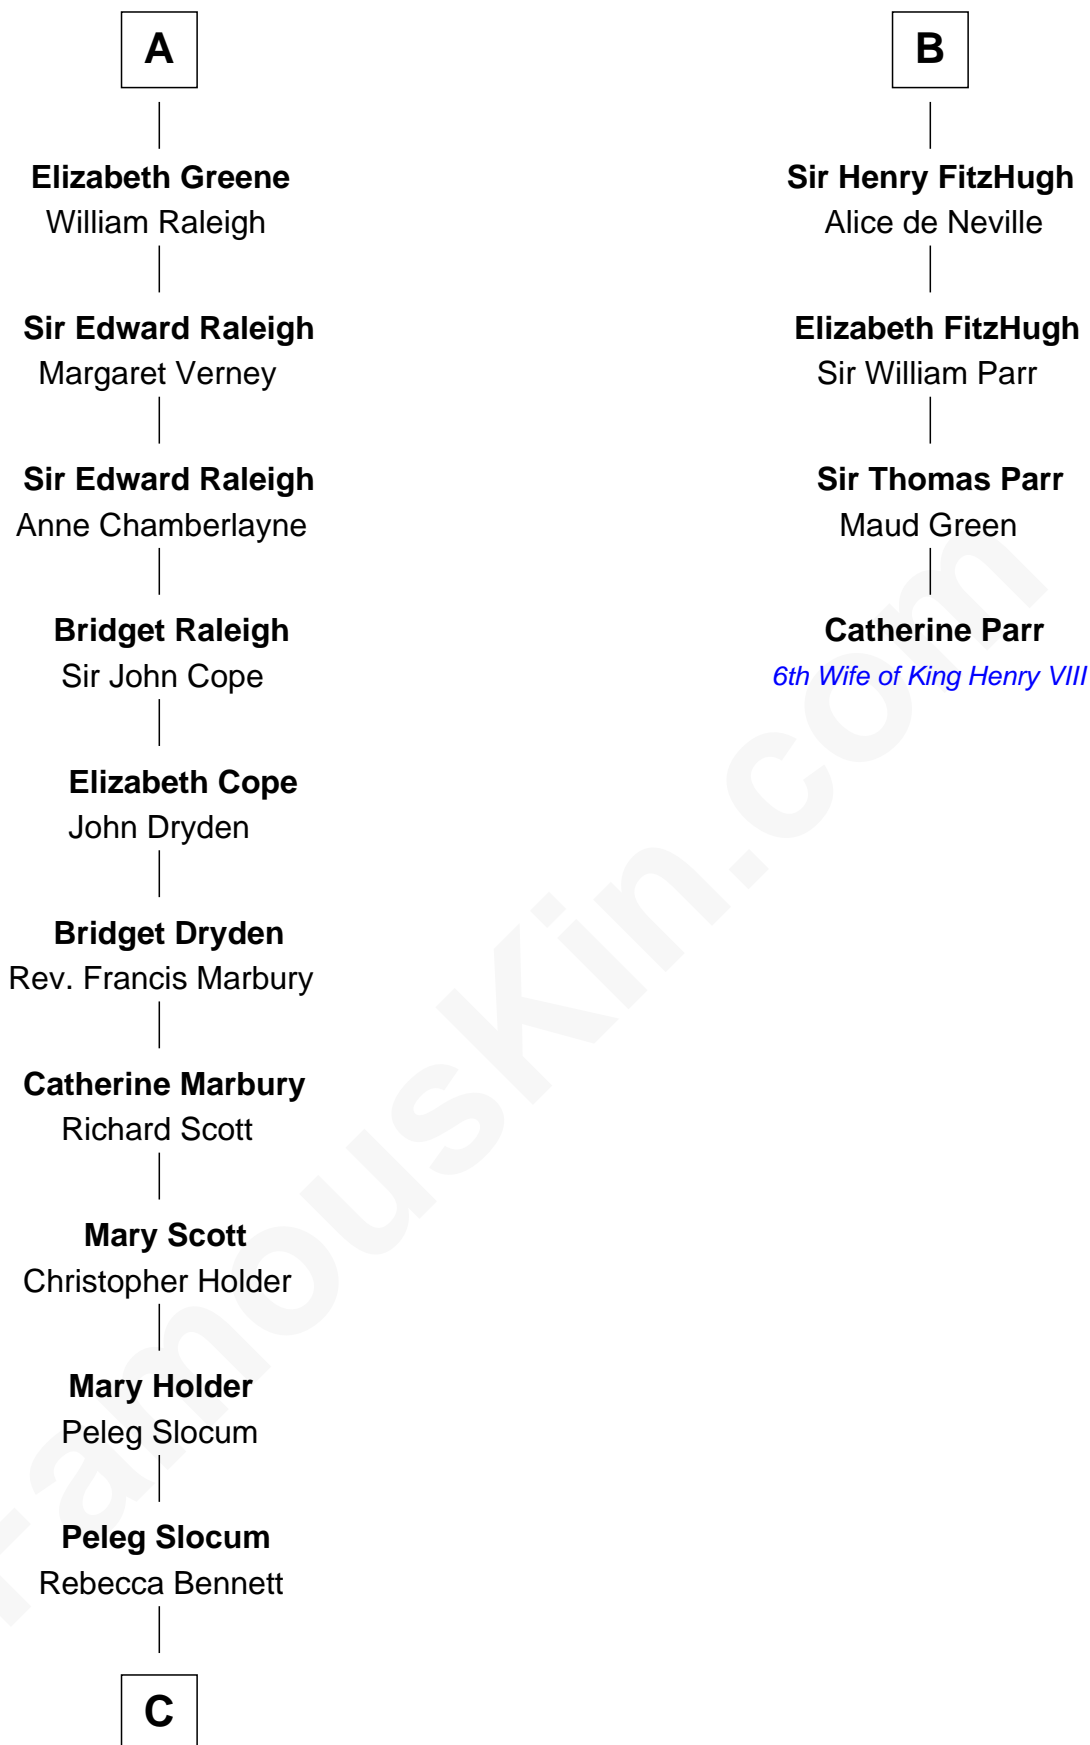 A
Elizabeth Greene
William Raleigh
Sir Edward Raleigh
Margaret Verney
Sir Edward Raleigh
Anne Chamberlayne
Bridget Raleigh
Sir John Cope
Elizabeth Cope
John Dryden
Bridget Dryden
Rev. Francis Marbury
Catherine Marbury
Richard Scott
Mary Scott
Christopher Holder
Mary Holder
Peleg Slocum
Peleg Slocum
Rebecca Bennett
C
B
Sir Henry FitzHugh
Alice de Neville
Elizabeth FitzHugh
Sir William Parr
Sir Thomas Parr
Maud Green
Catherine Parr
6th Wife of King Henry VIII
FamousKin.com